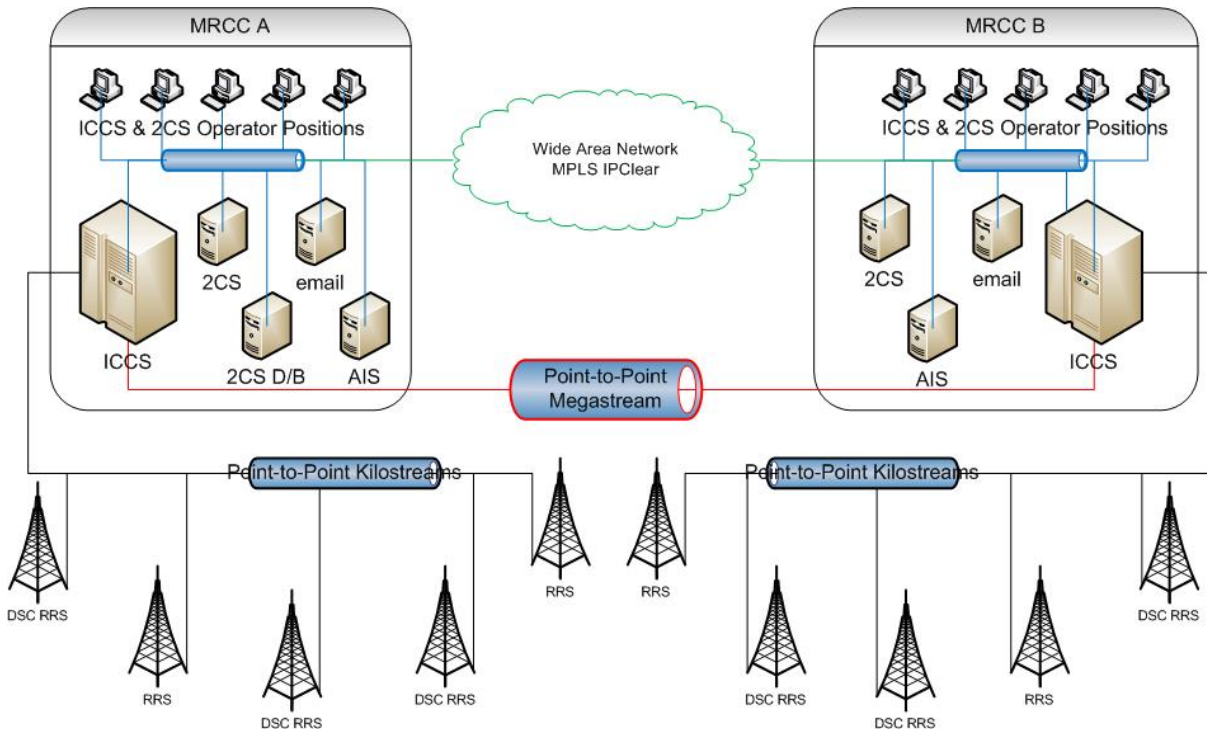 MRCC A
MRCC B
ICCS & 2CS Operator Positions
ICCS & 2CS Operator Positions
Wide Area Network
MPLS IPClear
2CS
email
ICCS
2CS D/B
AIS
2CS
email
AIS
ICCS
Point-to-Point
Megastream
Point-to-Point Kilostreams
Point-to-Point Kilostreams
DSC RRS
RRS
DSC RRS
DSC RRS
RRS
RRS
DSC RRS
DSC RRS
RRS
DSC RRS